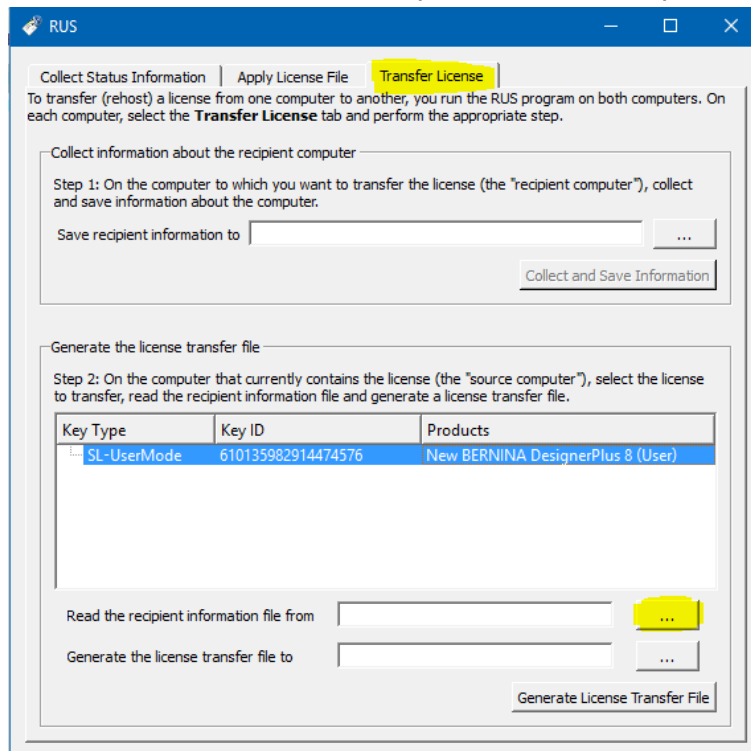 RUS
Collect Status Information Apply License File Transfer License
To transfer (rehost) a license from one computer to another, you run the RUS program on both computers. On
each computer, select the Transfer License tab and perform the appropriate step.
Collect information about the recipient computer
Step 1: On the computer to which you want to transfer the license (the "recipient computer"), collect
and save information about the computer.
Save recipient information to ...
Collect and Save Information
Generate the license transfer file
Step 2: On the computer that currently contains the license (the "source computer"), select the license
to transfer, read the recipient information file and generate a license transfer file.
Key Type Key ID Products
SL-UserMode 610135982914474576 New BERNINA DesignerPlus 8 (User)
Read the recipient information file from ...
Generate the license transfer file to ...
Generate License Transfer File